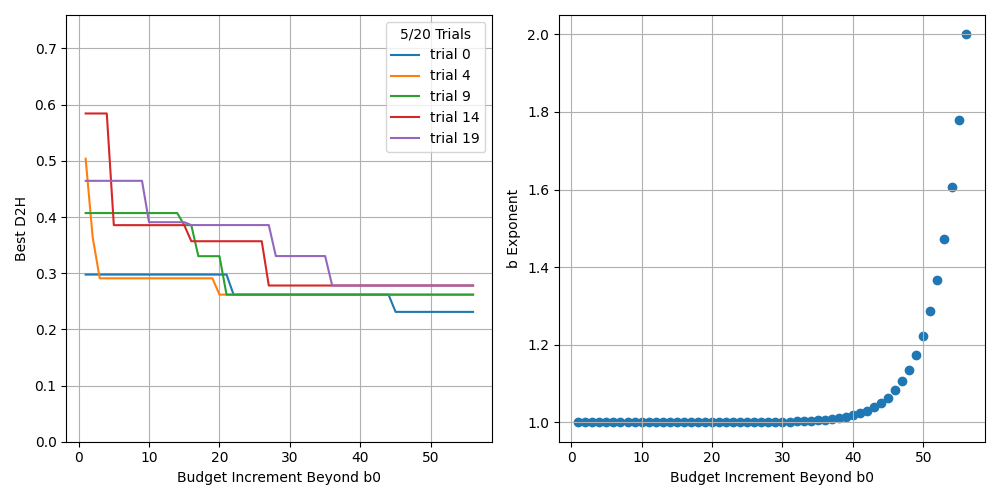 0.7
0.6
0.5
0.4
0.3
0.2
0.1
0.0
Best D2H
0 10 20 30 40 50
Budget Increment Beyond b0
5/20 Trials
trial 0
trial 4
trial 9
trial 14
trial 19
2.0
1.8
1.6
1.4
1.2
1.0
b Exponent
0 10 20 30 40 50
Budget Increment Beyond b0